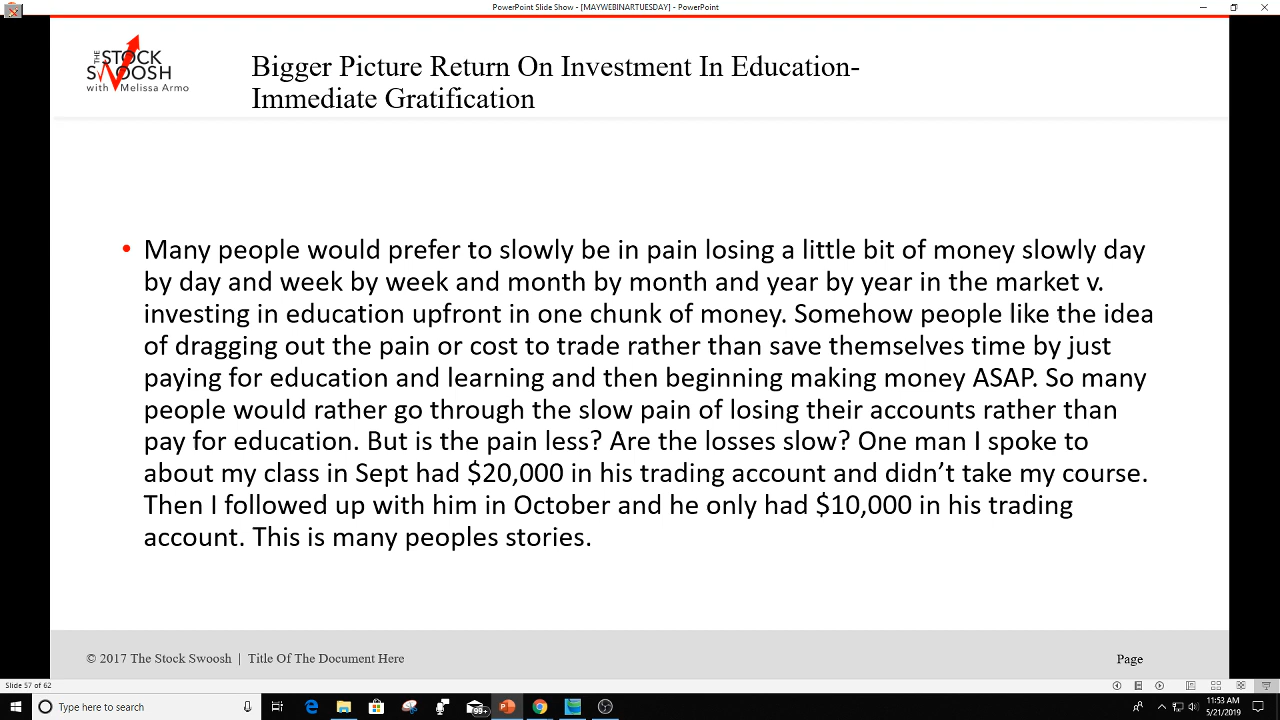 PowerPoint Slide Show - [MAYWEBINARTUESDAY] - PowerPoint
THE
STOCK
SWOOSH
with Melissa Armo
Bigger Picture Return On Investment In Education-
Immediate Gratification
• Many people would prefer to slowly be in pain losing a little bit of money slowly day
by day and week by week and month by month and year by year in the market v.
investing in education upfront in one chunk of money. Somehow people like the idea
of dragging out the pain or cost to trade rather than save themselves time by just
paying for education and learning and then beginning making money ASAP. So many
people would rather go through the slow pain of losing their accounts rather than
pay for education. But is the pain less? Are the losses slow? One man I spoke to
about my class in Sept had $20,000 in his trading account and didn’t take my course.
Then I followed up with him in October and he only had $10,000 in his trading
account. This is many peoples stories.
© 2017 The Stock Swoosh | Title Of The Document Here
Page
Slide 57 of 62
Type here to search
99+
11:53 AM
5/21/2019